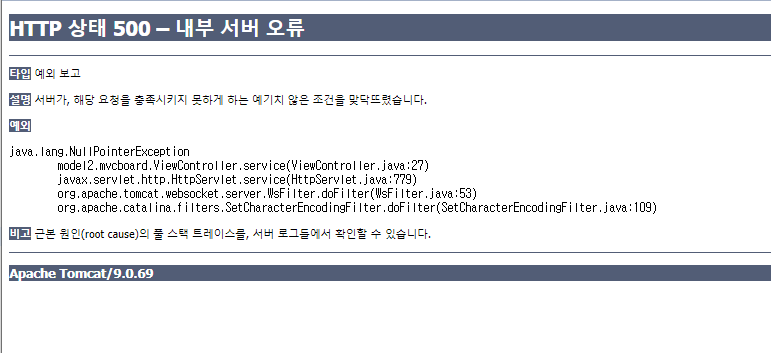 HTTP 상태 500 – 내부 서버 오류
타입 예외 보고
설명 서버가, 해당 요청을 충족시키지 못하게 하는 예기치 않은 조건을 맞닥뜨렸습니다.
예외
java.lang.NullPointerException
model2.mvcboard.ViewController.service(ViewController.java:27)
javax.servlet.http.HttpServlet.service(HttpServlet.java:779)
org.apache.tomcat.websocket.server.WsFilter.doFilter(WsFilter.java:53)
org.apache.catalina.filters.SetCharacterEncodingFilter.doFilter(SetCharacterEncodingFilter.java:109)
비고 근본 원인(root cause)의 풀 스택 트레이스를, 서버 로그들에서 확인할 수 있습니다.
Apache Tomcat/9.0.69